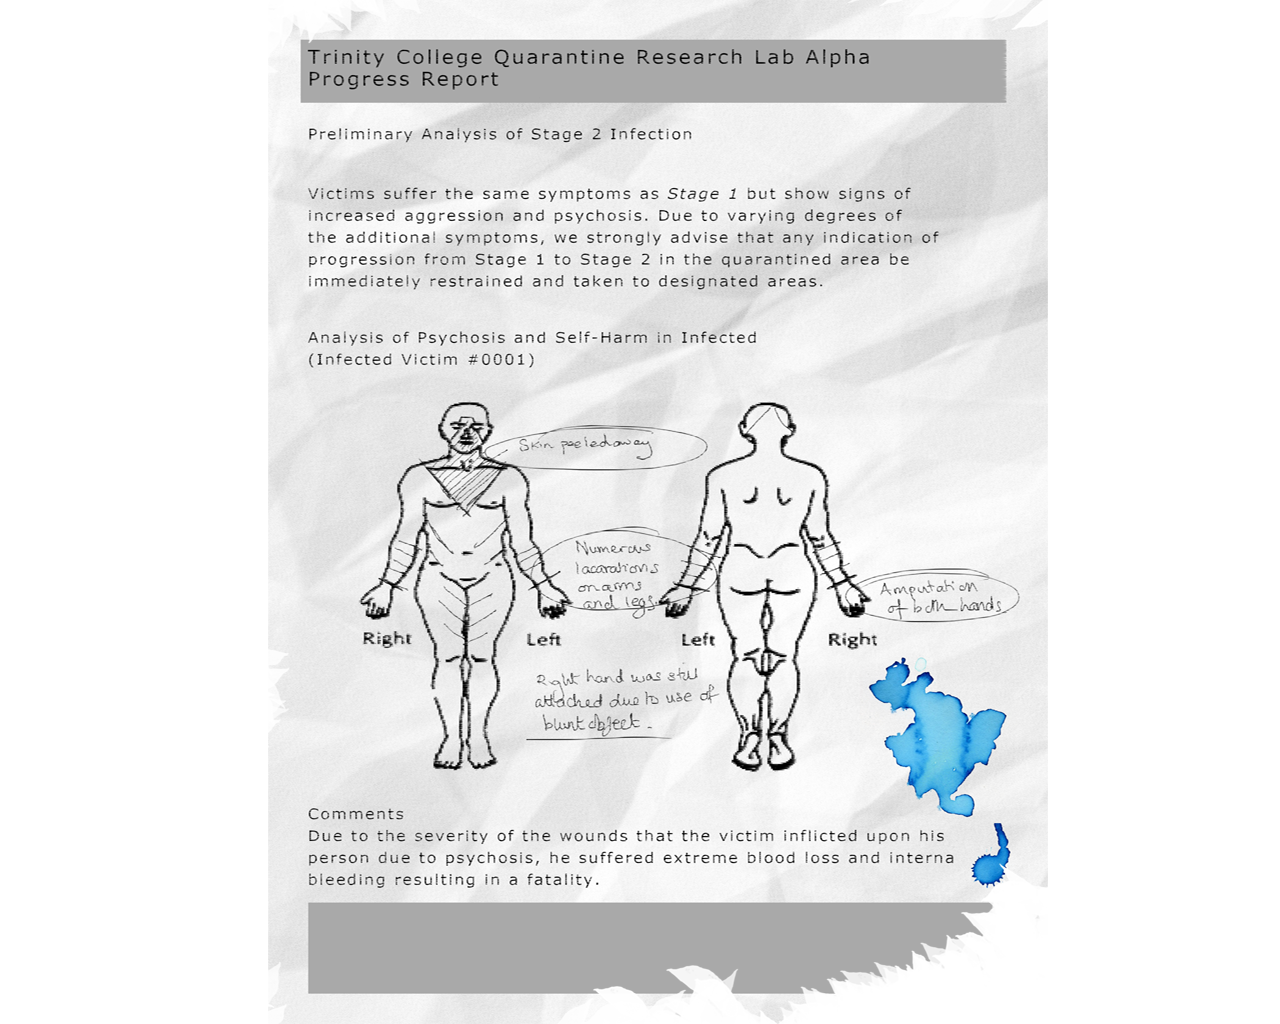 Trinity College Quarantine Research Lab Alpha
Progress Report
Preliminary Analysis of Stage 2 Infection
Victims suffer the same symptoms as Stage 1 but show signs of
increased aggression and psychosis. Due to varying degrees of
the additional symptoms, we strongly advise that any indication of
progression from Stage 1 to Stage 2 in the quarantined area be
immediately restrained and taken to designated areas.
Analysis of Psychosis and Self-Harm in Infected
(Infected Victim #0001)
Skin peeled away
Numerous
lacarations
on arms
and legs.
Amputation
of both hands
Right
Left
Left
Right
Right hand was still
attached due to use of
blunt object.
Comments
Due to the severity of the wounds that the victim inflicted upon his
person due to psychosis, he suffered extreme blood loss and interna
bleeding resulting in a fatality.